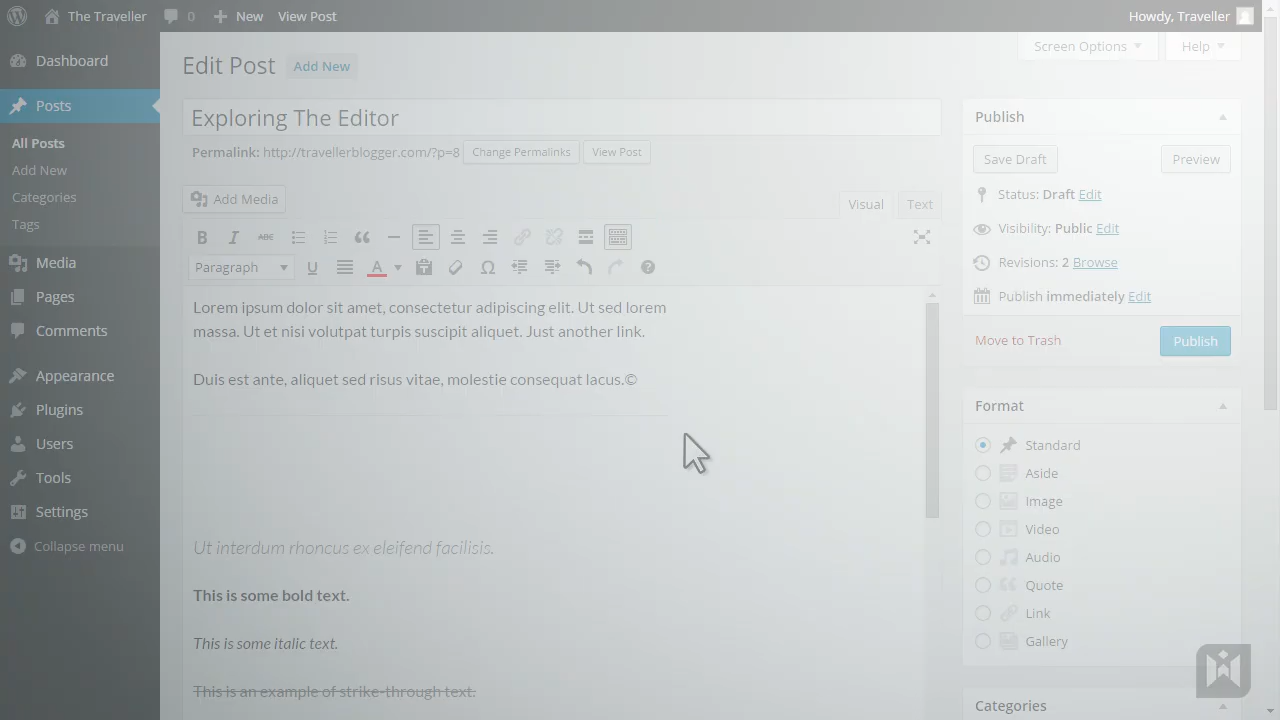 The Traveller
0
New
View Post
Howdy, Traveller
Dashboard
Posts
All Posts
Add New
Categories
Tags
Media
Pages
Comments
Appearance
Plugins
Users
Tools
Settings
Collapse menu
Screen Options
Help
Edit Post
Add New
Exploring The Editor
Permalink: http://travellerblogger.com/?p=8
Change Permalinks
View Post
Add Media
Visual
Text
B I ABC
Paragraph
U
A
Lorem ipsum dolor sit amet, consectetur adipiscing elit. Ut sed lorem
massa. Ut et nisi volutpat turpis suscipit aliquet. Just another link.
Duis est ante, aliquet sed risus vitae, molestie consequat lacus.©
Ut interdum rhoncus ex eleifend facilisis.
This is some bold text.
This is some italic text.
This is an example of strike-through text.
Publish
Save Draft
Preview
Status: Draft Edit
Visibility: Public Edit
Revisions: 2 Browse
Publish immediately Edit
Move to Trash
Publish
Format
Standard
Aside
Image
Video
Audio
Quote
Link
Gallery
Categories